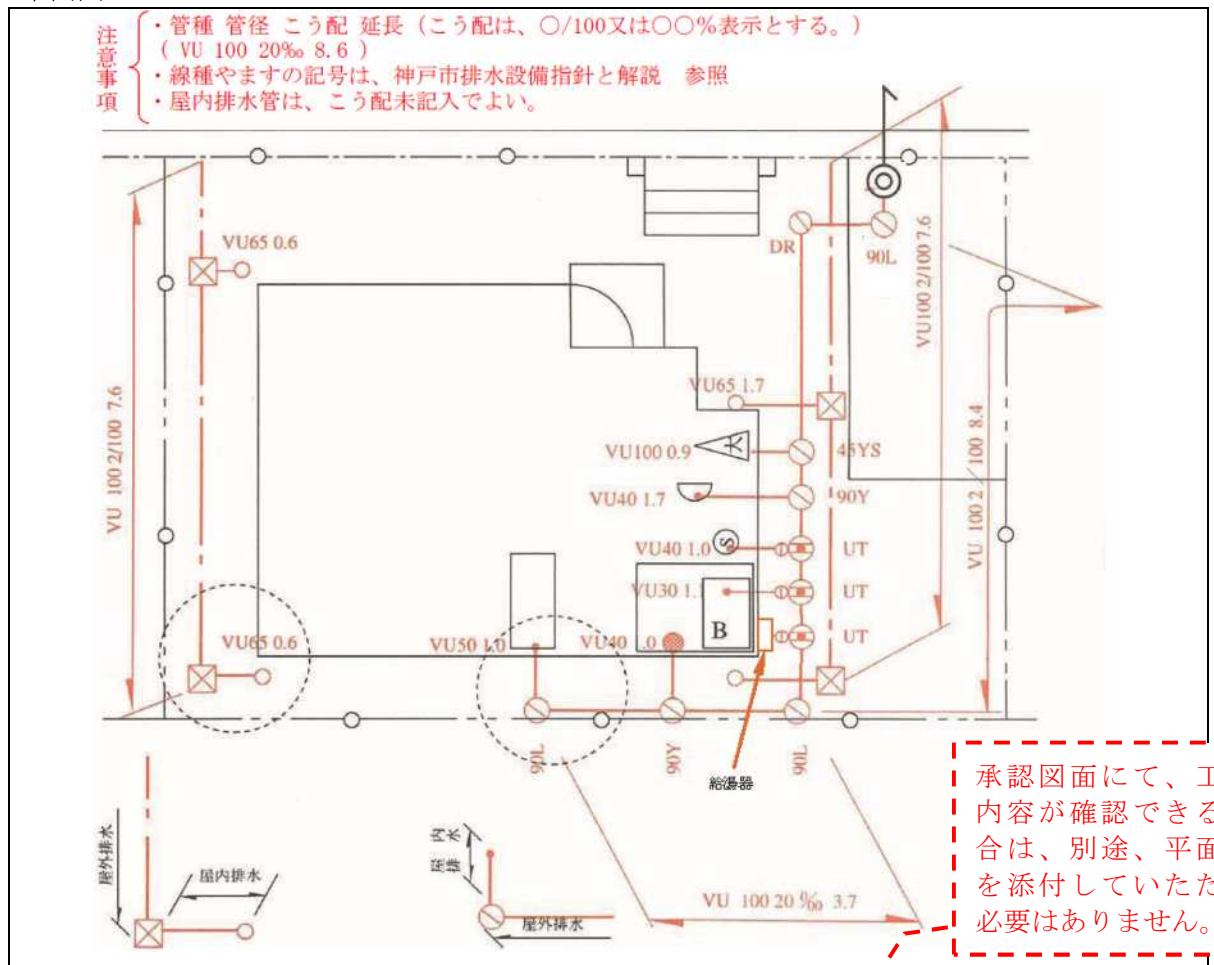 注意事項
・管種 管径 こう配 延長（こう配は、○/100又は○○％表示とする。）
( VU 100 20‰ 8.6 )
・線種やますの記号は、神戸市排水設備指針と解説 参照
・屋内排水管は、こう配未記入でよい。
VU65 0.6
DR
90L
VU100 2/100 7.6
VU 100 2/100 7.6
VU65 1.7
VU100 0.9
45YS
VU40 1.7
90Y
VU 100 2／100 8.4
VU40 1.0
S
UT
VU30 1.1
UT
B
UT
VU65 0.6
VU50 1.0
VU40 .0
90L
90Y
90L
給湯器
屋外排水
屋内排水
屋内排水
屋外排水
VU 100 20 ‰ 3.7
承認図面にて、工
内容が確認できる
合は、別途、平面
を添付していただ
必要はありません。